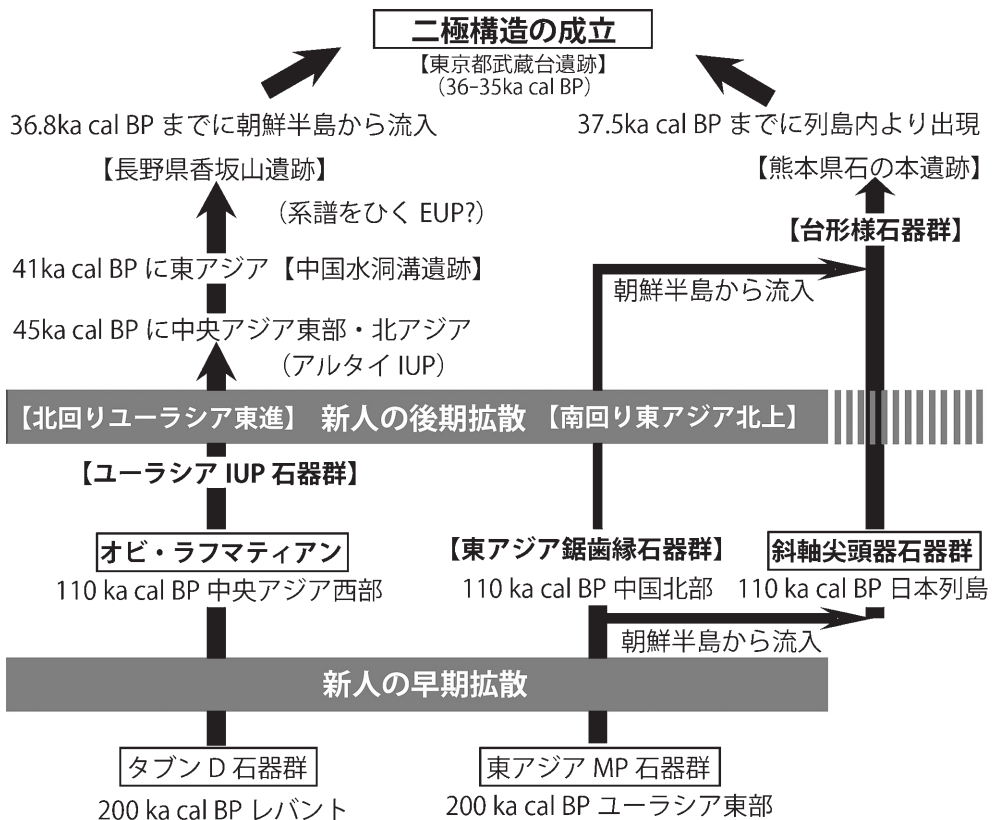 二極構造の成立
【東京都武蔵台遺跡】
（36-35ka cal BP）
36.8ka cal BP までに朝鮮半島から流入
37.5ka cal BP までに列島内より出現
【長野県香坂山遺跡】
【熊本県石の本遺跡】
（系譜をひく EUP?）
【台形様石器群】
41ka cal BP に東アジア【中国水洞溝遺跡】
朝鮮半島から流入
45ka cal BP に中央アジア東部・北アジア
（アルタイ IUP）
【北回りユーラシア東進】 新人の後期拡散 【南回り東アジア北上】
【ユーラシア IUP 石器群】
オビ・ラフマティアン
【東アジア鋸歯縁石器群】
斜軸尖頭器石器群
110 ka cal BP 中央アジア西部
110 ka cal BP 中国北部
110 ka cal BP 日本列島
朝鮮半島から流入
新人の早期拡散
タブン D 石器群
東アジア MP 石器群
200 ka cal BP レバント
200 ka cal BP ユーラシア東部